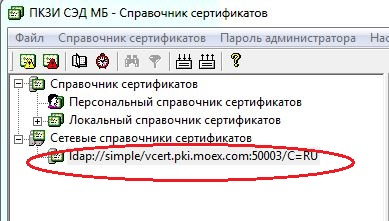 ПКЗИ СЭД МБ - Справочник сертификатов
Файл Справочник сертификатов Пароль администратора Нас
Справочник сертификатов
Персональный справочник сертификатов
Локальный справочник сертификатов
Сетевые справочники сертификатов
ldap://simple/vcert.pki.moex.com:50003/C=RU